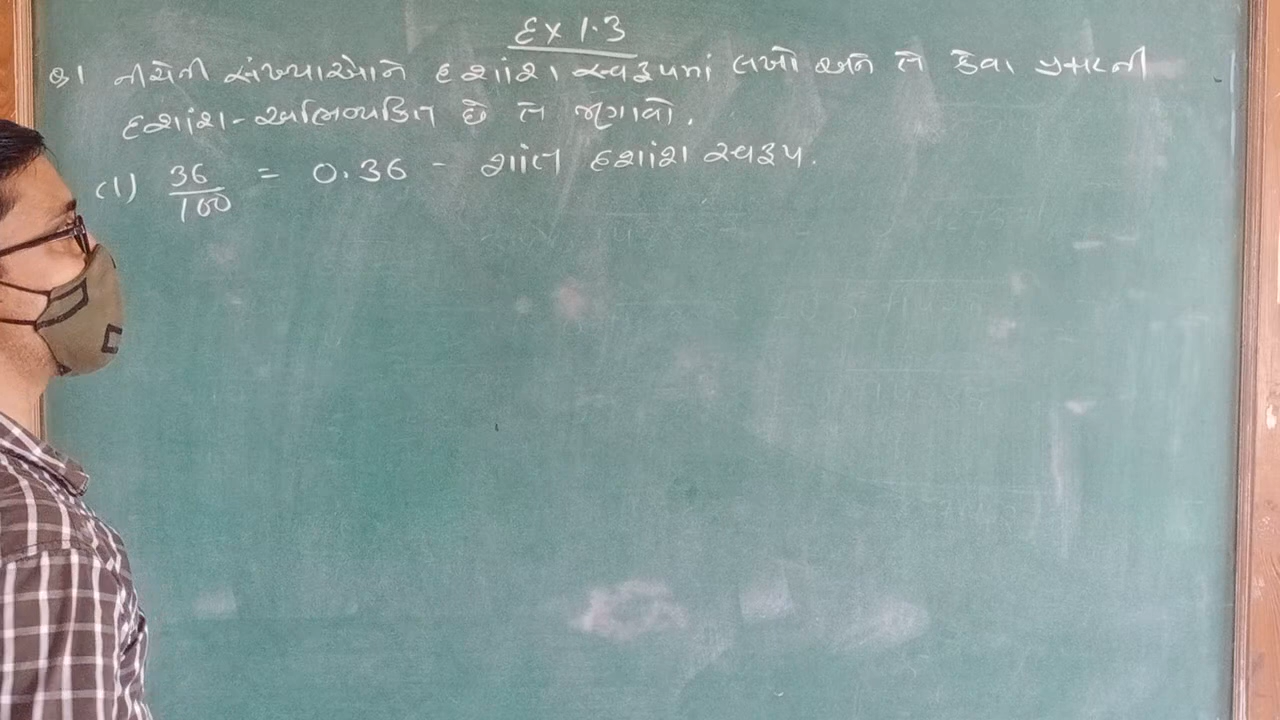 Ex 1.3
પ્ર1 નીચેની સંખ્યાઓને દશાંશ સ્વરૂપમાં લખો અને તે કેવા પ્રકારની
દશાંશ-અભિવ્યક્તિ છે તે જણાવો.
(1) 36/100 = 0.36 - શાંત દશાંશ સ્વરૂપ.